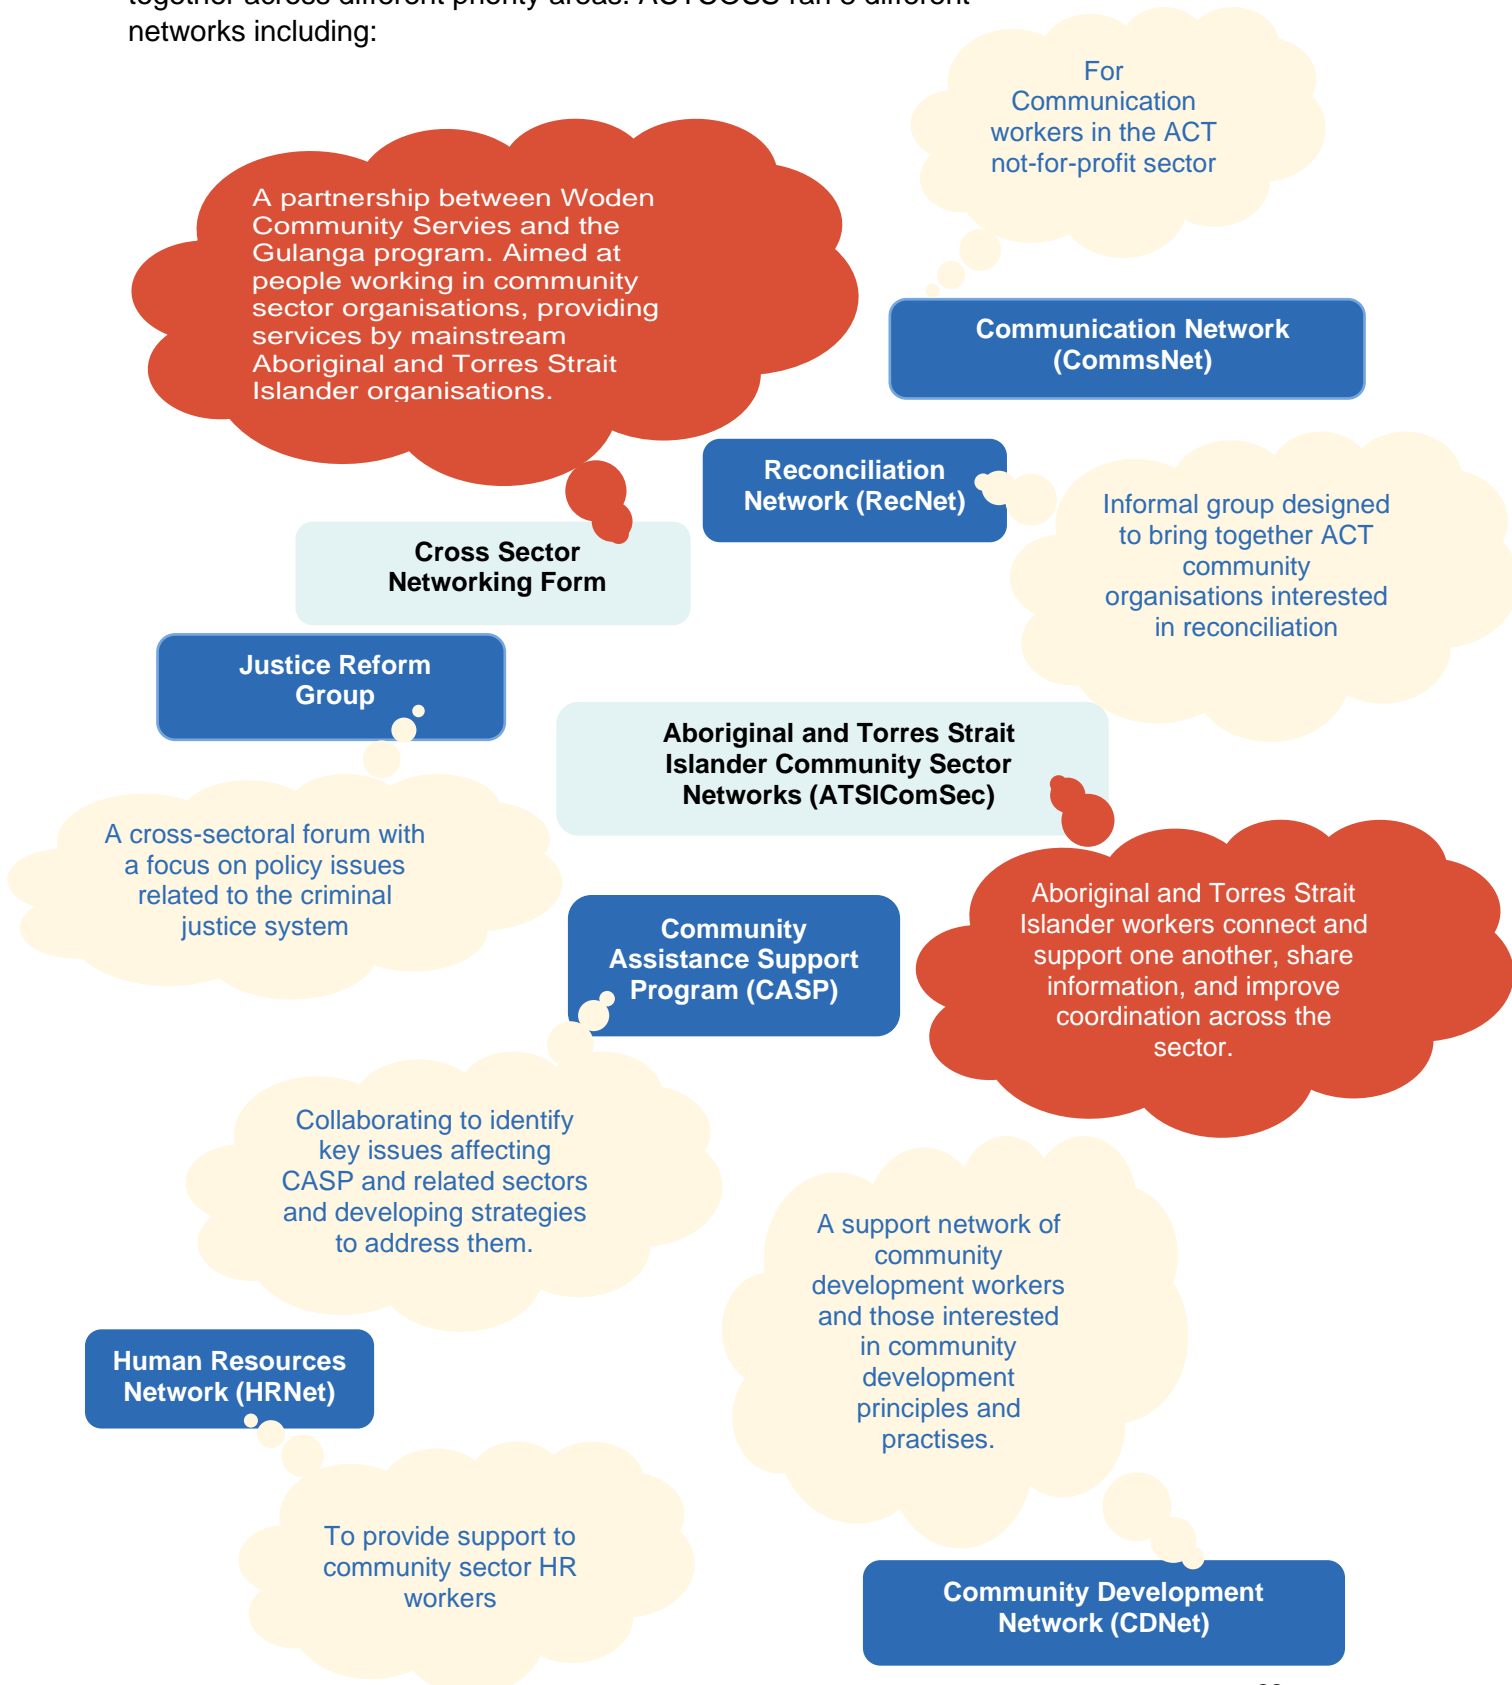 networks including:
For
Communication
workers in the ACT
not-for-profit sector
A partnership between Woden
Community Servies and the
Gulanga program. Aimed at
people working in community
sector organisations, providing
services by mainstream
Aboriginal and Torres Strait
Islander organisations.
Communication Network
(CommsNet)
Reconciliation
Network (RecNet)
Informal group designed
to bring together ACT
community
organisations interested
in reconciliation
Cross Sector
Networking Form
Justice Reform
Group
Aboriginal and Torres Strait
Islander Community Sector
Networks (ATSIComSec)
A cross-sectoral forum with
a focus on policy issues
related to the criminal
justice system
Aboriginal and Torres Strait
Islander workers connect and
support one another, share
information, and improve
coordination across the
sector.
Community
Assistance Support
Program (CASP)
Collaborating to identify
key issues affecting
CASP and related sectors
and developing strategies
to address them.
A support network of
community
development workers
and those interested
in community
development
principles and
practises.
Human Resources
Network (HRNet)
To provide support to
community sector HR
workers
Community Development
Network (CDNet)